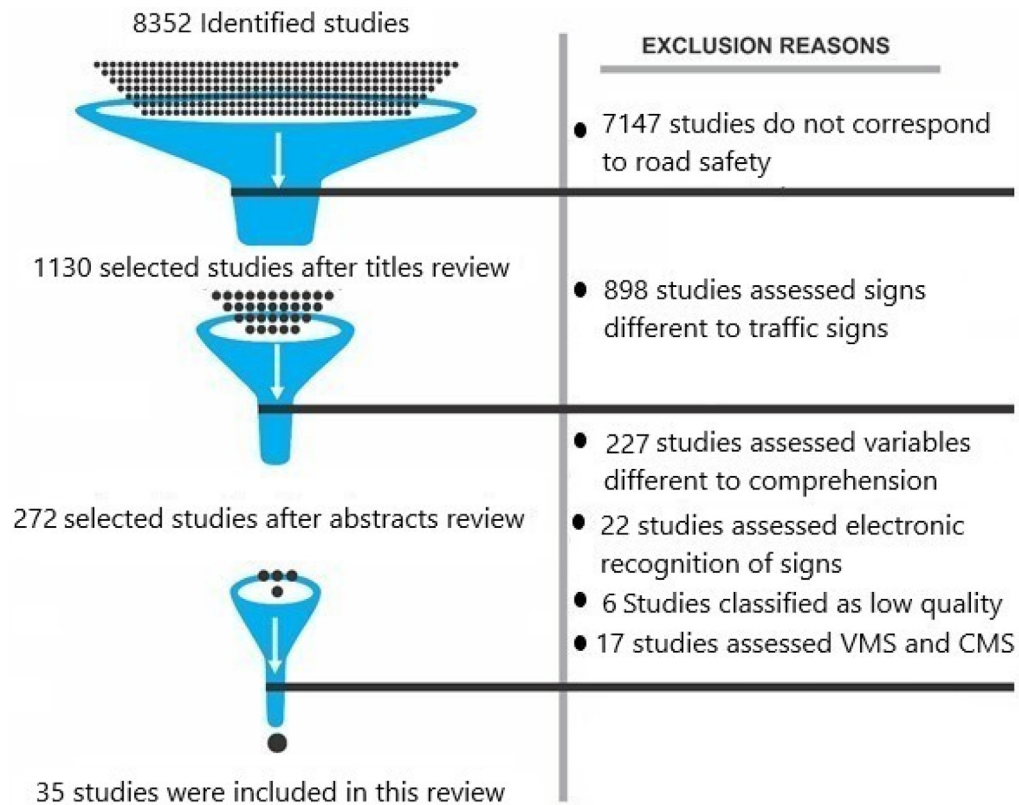 8352 Identified studies
EXCLUSION REASONS
7147 studies do not correspond
to road safety
1130 selected studies after titles review
898 studies assessed signs
different to traffic signs
227 studies assessed variables
different to comprehension
272 selected studies after abstracts review
22 studies assessed electronic
recognition of signs
6 Studies classified as low quality
17 studies assessed VMS and CMS
35 studies were included in this review